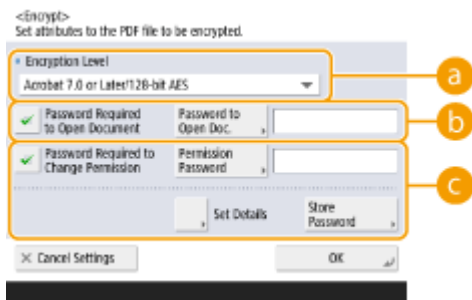 <Encrypt>
Set attributes to the PDF file to be encrypted.
Encryption Level
Acrobat 7.0 or Later/128-bit AES
a
Password Required
to Open Document
Password to
Open Doc.
b
Password Required to
Change Permission
Permission
Password
c
Set Details
Store
Password
Cancel Settings
OK